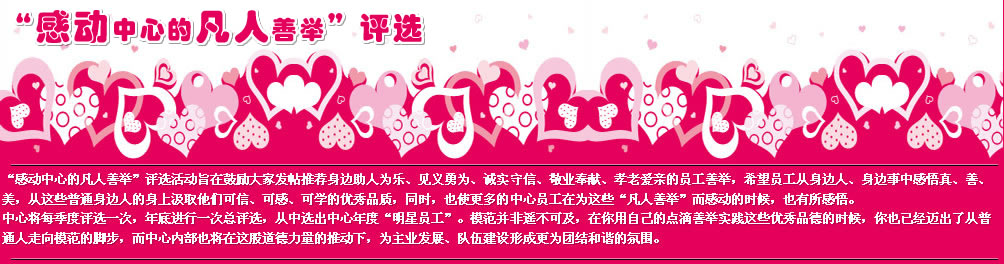 “感动中心的凡人善举”评选
“感动中心的凡人善举”评选活动旨在鼓励大家发帖推荐身边助人为乐、见义勇为、诚实守信、敬业奉献、孝老爱亲的员工善举，希望员工从身边人、身边事中感悟真、善、
美，从这些普通身边人的身上汲取他们可信、可感、可学的优秀品质，同时，也使更多的中心员工在为这些“凡人善举”而感动的时候，也有所感悟。
中心将每季度评选一次，年底进行一次总评选，从中选出中心年度“明星员工”。模范并非遥不可及，在你用自己的点滴善举实践这些优秀品德的时候，你也已经迈出了从普
通人走向模范的脚步，而中心内部也将在这股道德力量的推动下，为主业发展、队伍建设形成更为团结和谐的氛围。